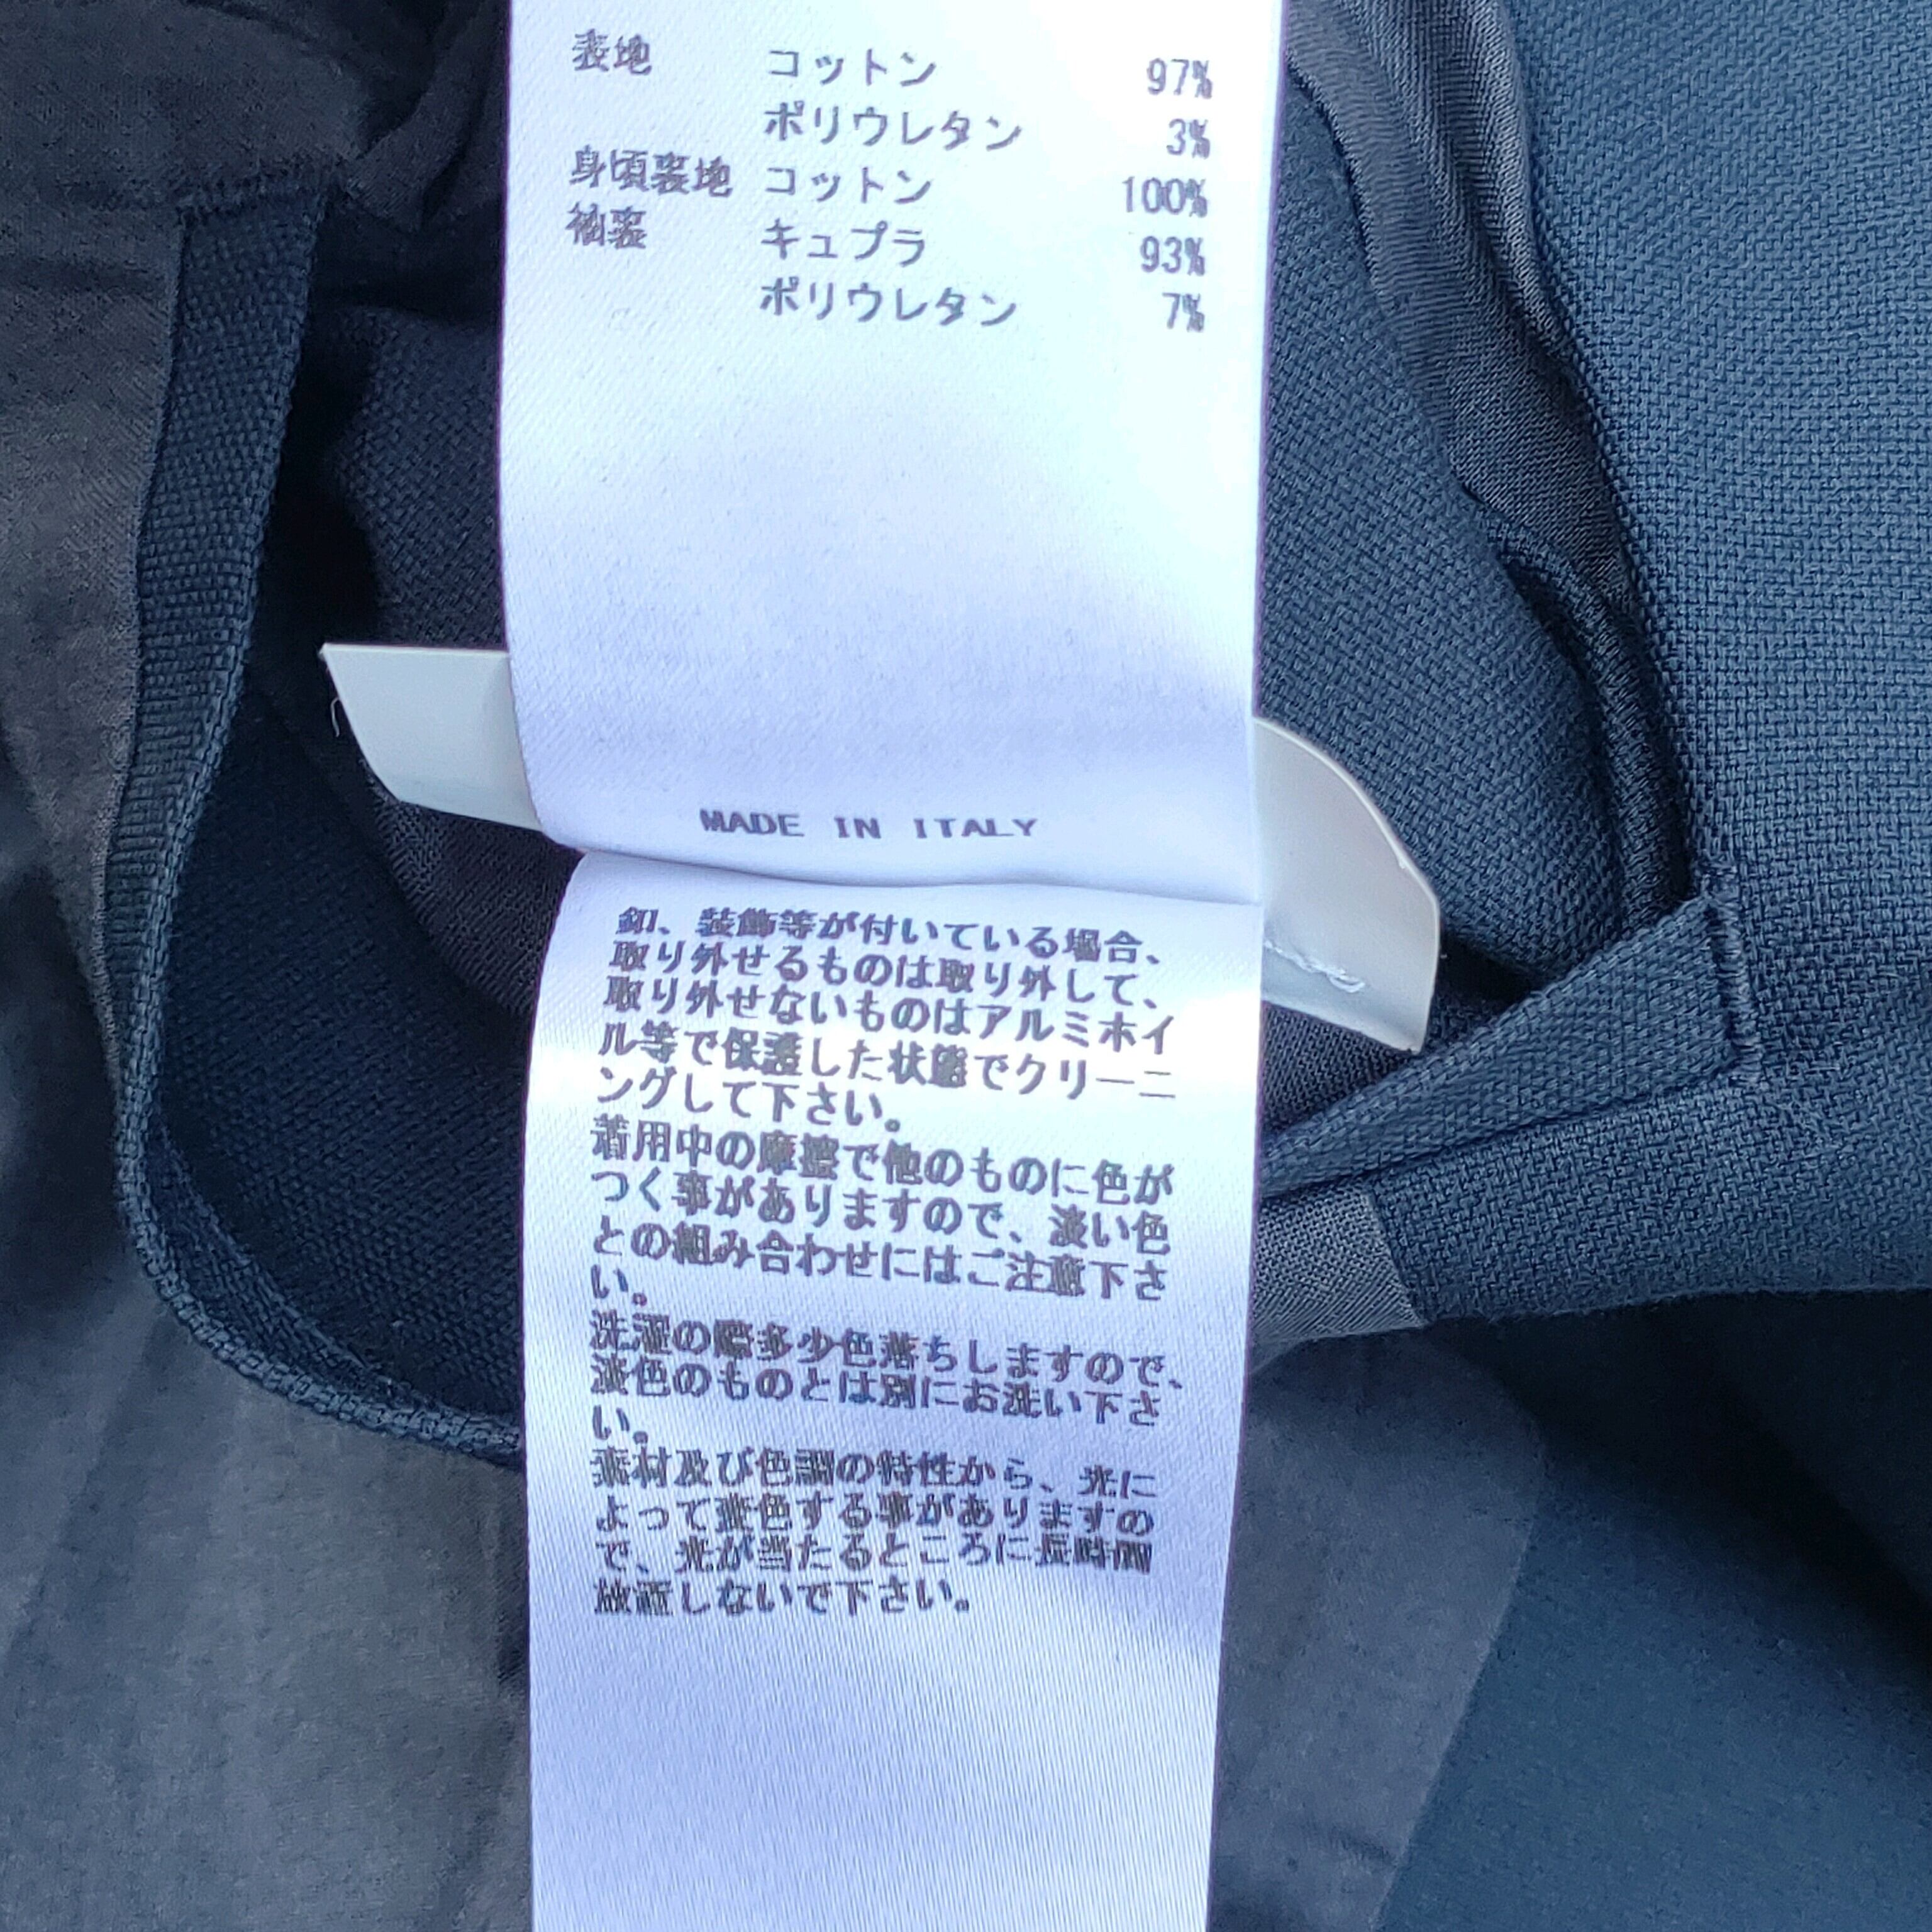 表地 コットン 97%
ポリウレタン 3%
身頃裏地 コットン 100%
袖裏 キュプラ 93%
ポリウレタン 7%
MADE IN ITALY
釦、装飾等が付いている場合、
取り外せるものは取り外して、
取り外せないものはアルミホイ
ル等で保護した状態でクリーニ
ングして下さい。
着用中の摩擦で他のものに色が
つく事がありますので、淡い色
との組み合わせにはご注意下さ
い。
洗濯の際多少色落ちしますので、
淡色のものとは別にお洗い下さ
い。
素材及び色調の特性から、光に
よって変色する事がありますの
で、光が当たるところに長時間
放置しないで下さい。